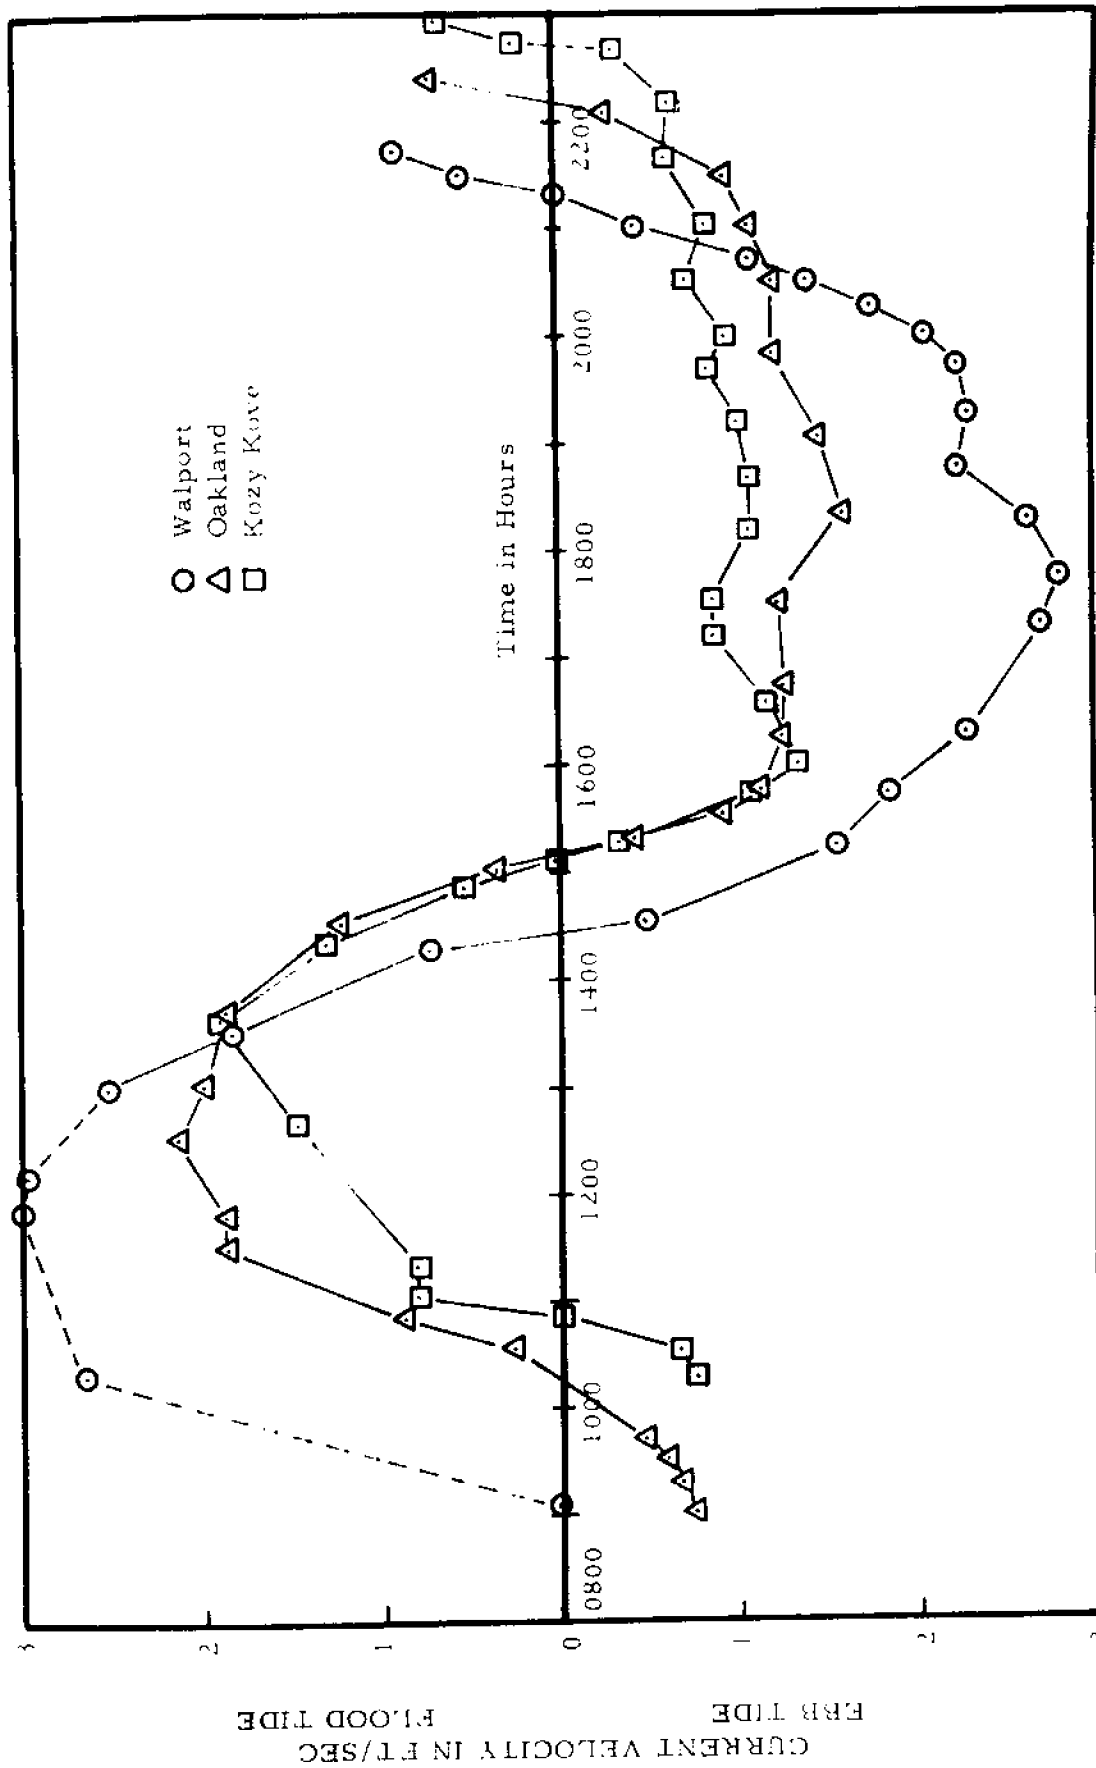 Walport
Oakland
Kozy Kove
Time in Hours
0800
1000
1200
1400
1600
1800
2000
2200
3
2
1
0
1
2
3
FLOOD TIDE
EBB TIDE
CURRENT VELOCITY IN FT/SEC